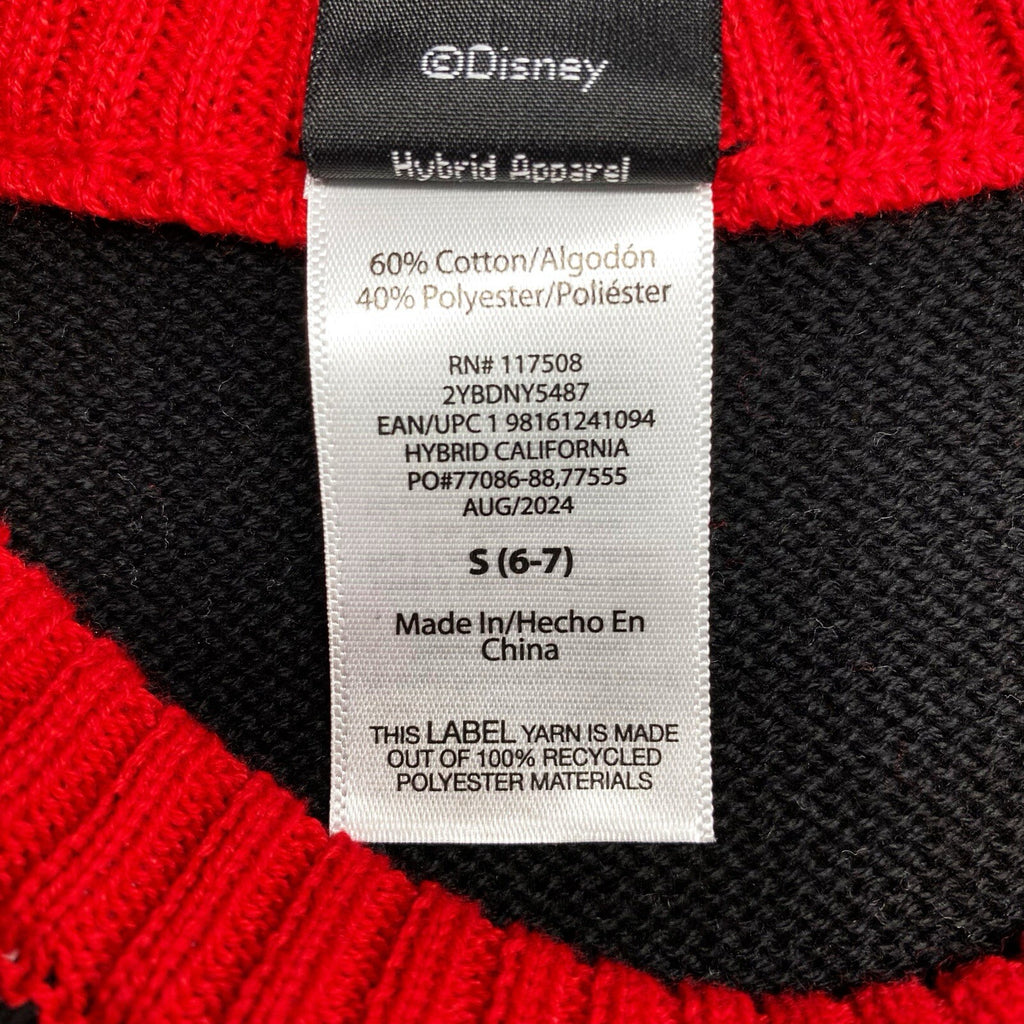 ©Disney
Hybrid Apparel
60% Cotton/Algodón
40% Polyester/Poliéster
RN# 117508
2YBDNY5487
EAN/UPC 1 98161241094
HYBRID CALIFORNIA
PO#77086-88,77555
AUG/2024
S (6-7)
Made In/Hecho En
China
THIS LABEL YARN IS MADE
OUT OF 100% RECYCLED
POLYESTER MATERIALS